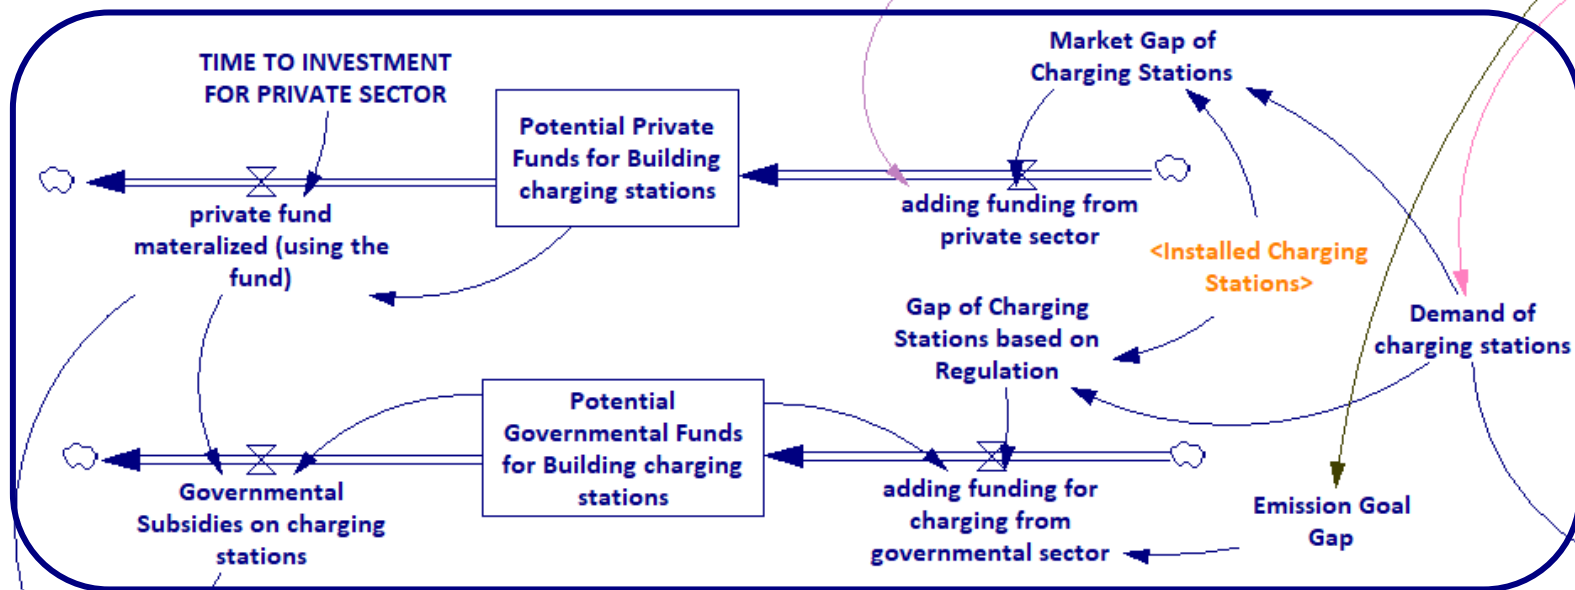 TIME TO INVESTMENT
FOR PRIVATE SECTOR
Potential Private
Funds for Building
charging stations
Market Gap of
Charging Stations
private fund
materalized (using the
fund)
adding funding from
private sector
<Installed Charging
Stations>
Gap of Charging
Stations based on
Regulation
Demand of
charging stations
Potential
Governmental Funds
for Building charging
stations
Governmental
Subsidies on charging
stations
adding funding for
charging from
governmental sector
Emission Goal
Gap